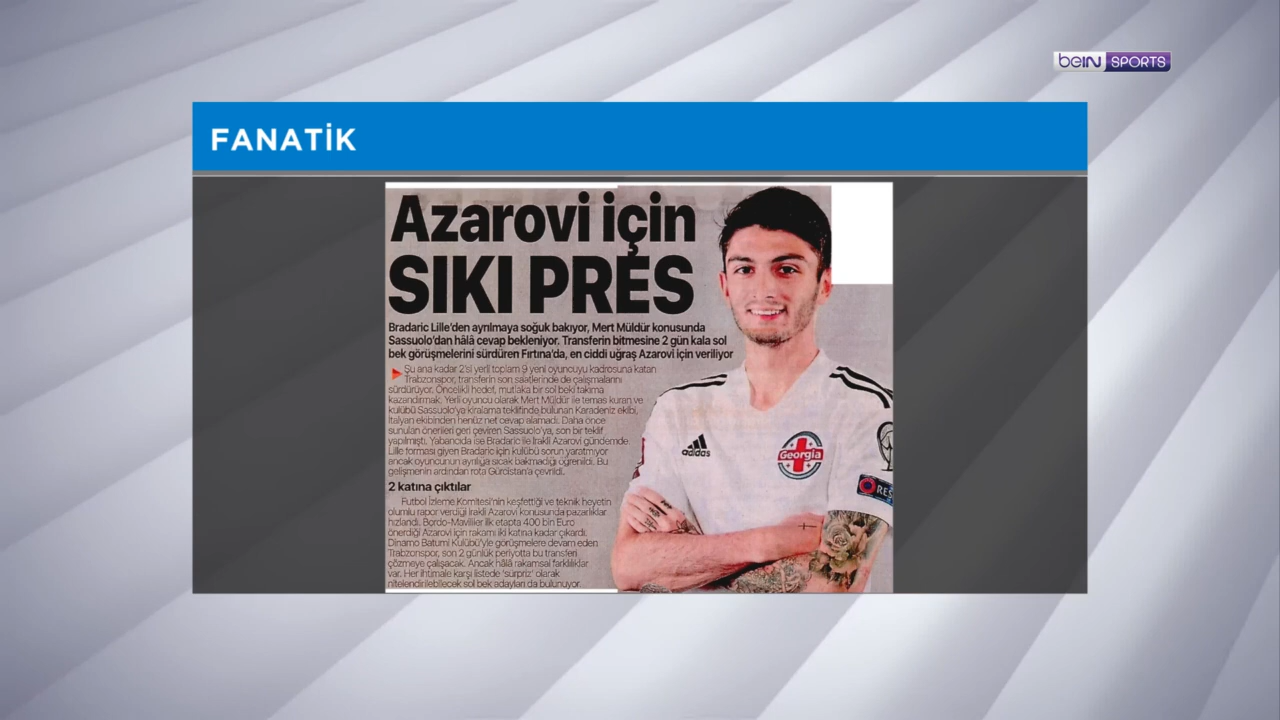 beIN SPORTS
FANATİK
Azarovi için
SIKI PRES
Bradaric Lille’den ayrılmaya soğuk bakıyor, Mert Müldür konusunda
Sassuolo’dan hâlâ cevap bekleniyor. Transferin bitmesine 2 gün kala sol
bek görüşmelerini sürdüren Fırtına’da, en ciddi uğraş Azarovi için veriliyor
Şu ana kadar 2’si yerli toplam 9 yeni oyuncuyu kadrosuna katan
Trabzonspor, transferin son saatlerinde de çalışmalarını
sürdürüyor. Öncelikli hedef, mutlaka bir sol beki takıma
kazandırmak. Yerli oyuncu olarak Mert Müldür ile temas kuran ve
kulübü Sassuolo’ya kiralama teklifinde bulunan Karadeniz ekibi,
İtalyan ekibinden henüz net cevap alamadı. Daha önce
sunulan önerileri geri çeviren Sassuolo’ya, son bir teklif
yapılmıştı. Yabancıda ise Bradaric ile Irakli Azarovi gündemde.
Lille forması giyen Bradaric için kulübü sorun yaratmıyor
ancak oyuncunun ayrılığa sıcak bakmadığı öğrenildi. Bu
gelişmenin ardından rota Gürcistan’a çevrildi.
2 katına çıktılar
Futbol İzleme Komitesi’nin keşfettiği ve teknik heyetin
olumlu rapor verdiği Irakli Azarovi konusunda pazarlıklar
hızlandı. Bordo-Mavililer ilk etapta 400 bin Euro
önerdiği Azarovi için rakamı iki katına kadar çıkardı.
Dinamo Batumi Kulübü’yle görüşmelere devam eden
Trabzonspor, son 2 günlük periyotta bu transferi
çözmeye çalışacak. Ancak hâlâ rakamsal farklılıklar
var. Her ihtimale karşı listede ‘sürpriz’ olarak
nitelendirilebilecek sol bek adayları da bulunuyor.
adidas
Georgia
RES